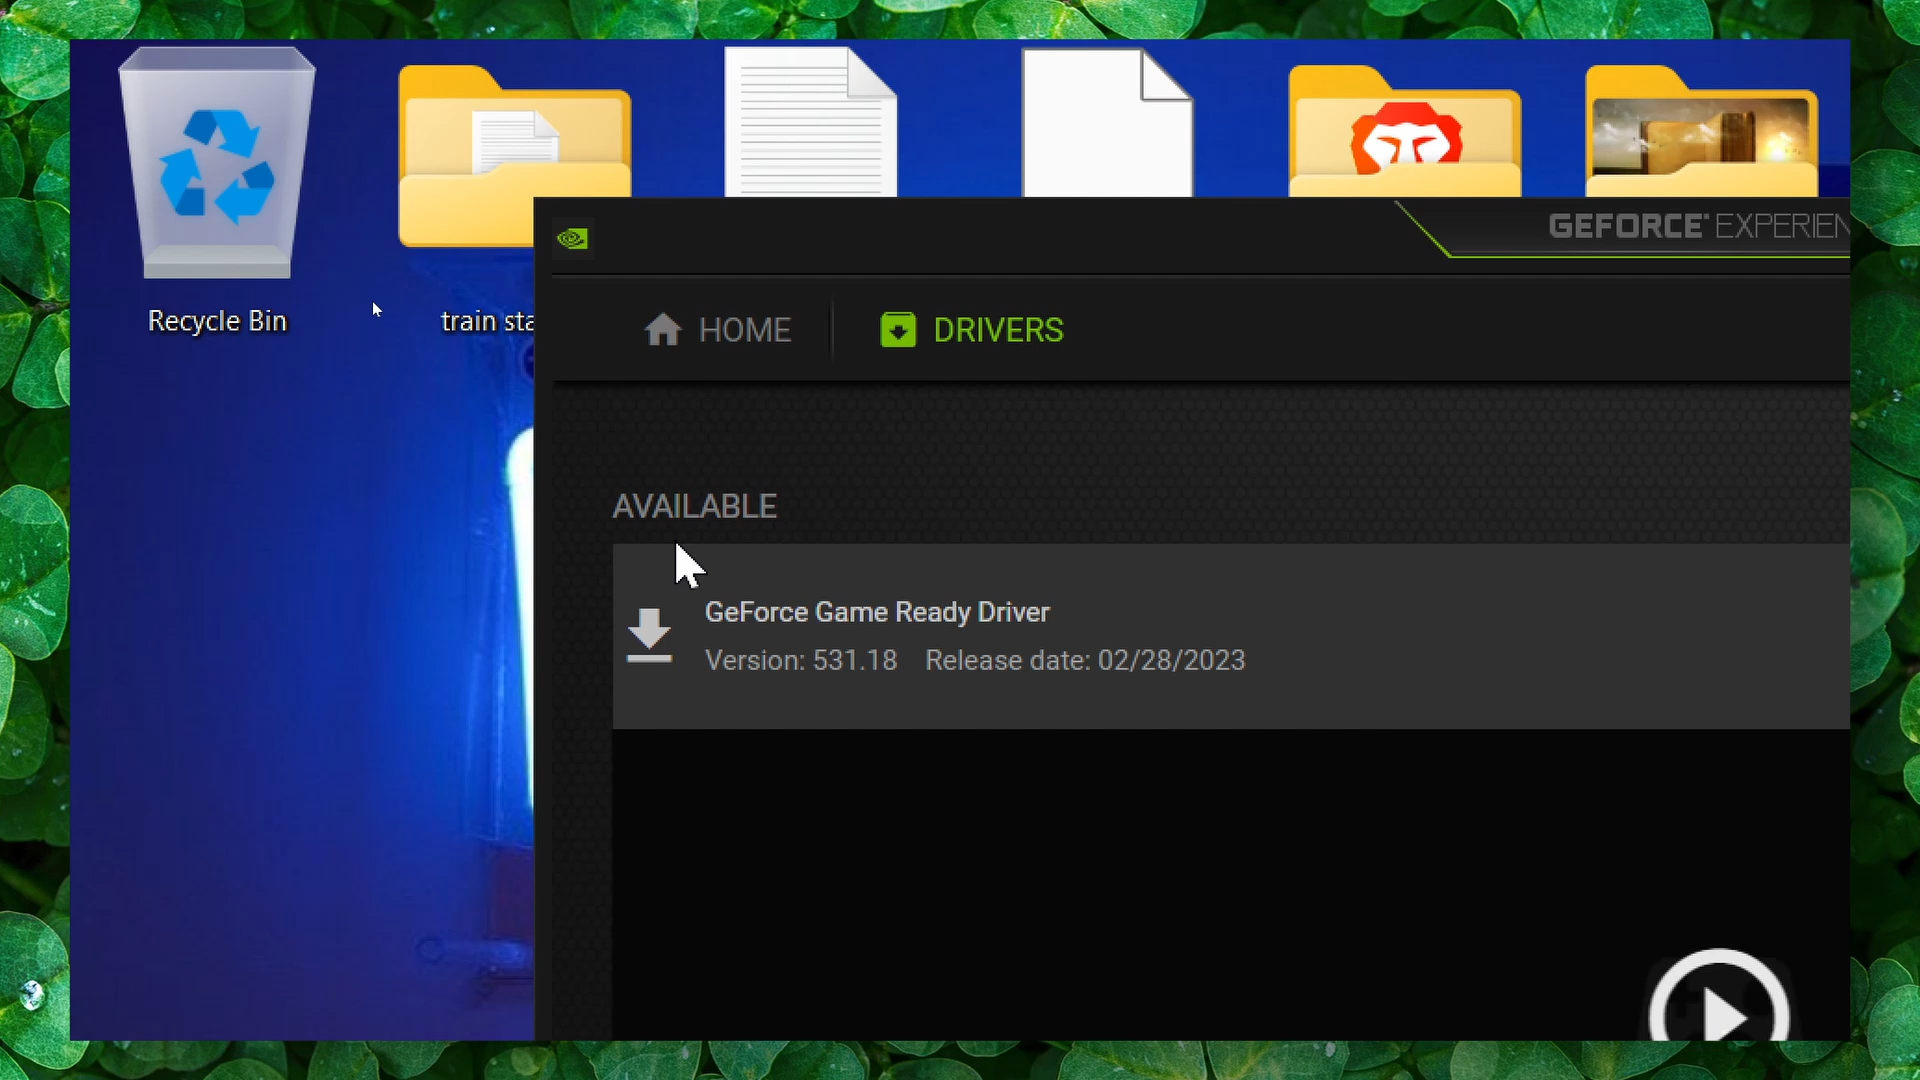 Recycle Bin
train sta
GEFORCE EXPERIEN
HOME
DRIVERS
AVAILABLE
GeForce Game Ready Driver
Version: 531.18 Release date: 02/28/2023